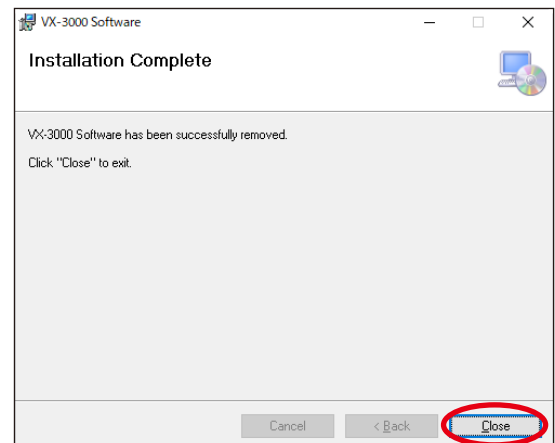 VX-3000 Software
Installation Complete
VX-3000 Software has been successfully removed.
Click "Close" to exit.
Cancel
< Back
Close